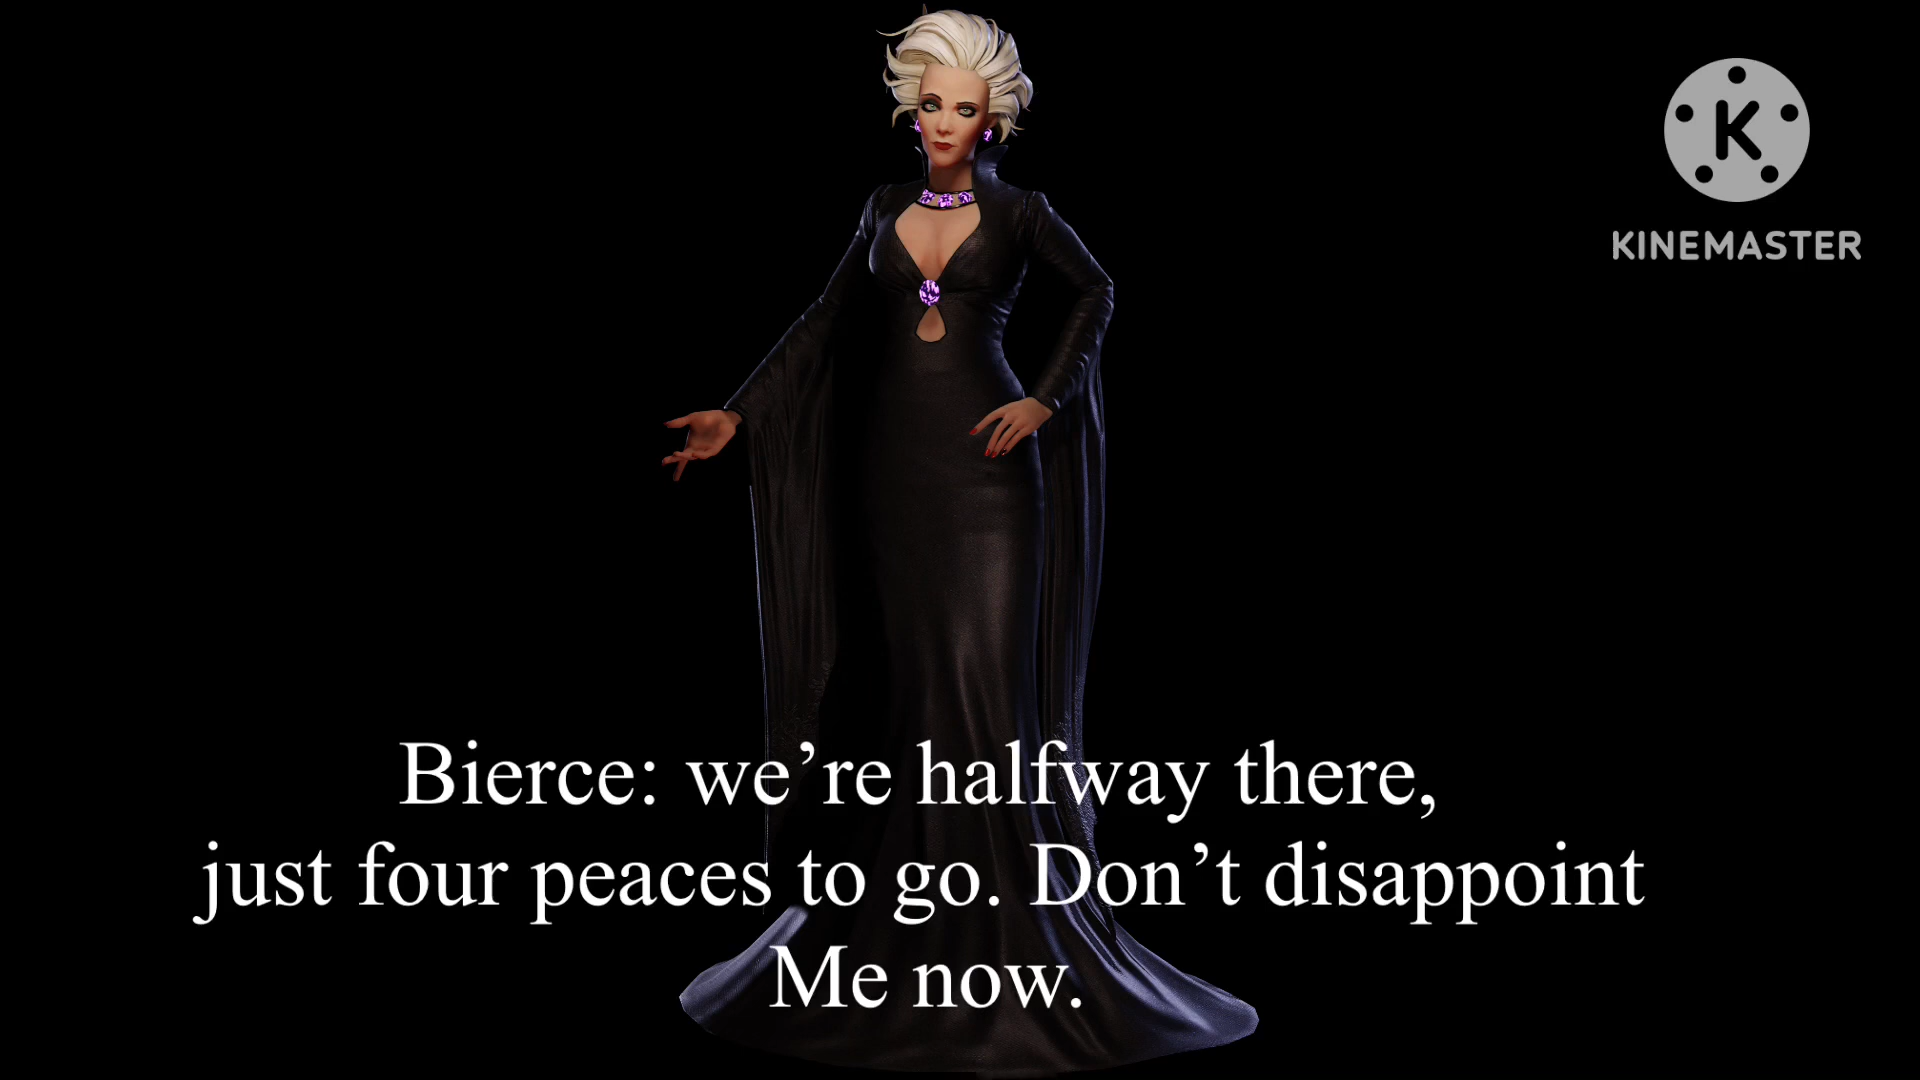 K
KINEMASTER
Bierce: we’re halfway there,
just four peaces to go. Don’t disappoint
Me now.